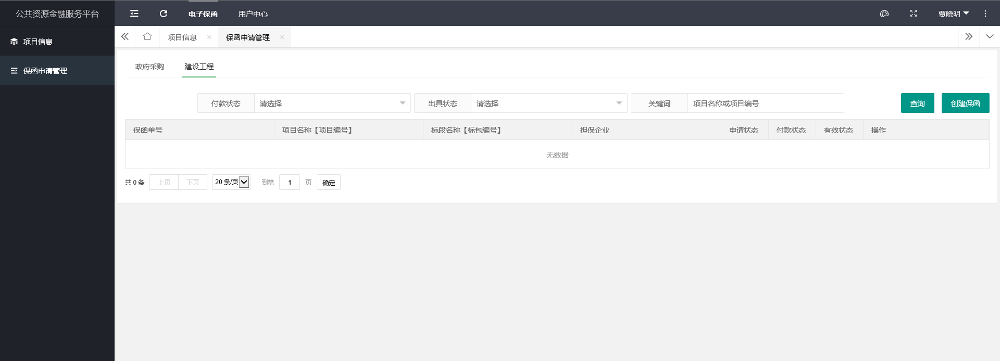 公共资源金融服务平台
电子保函 用户中心 贾晓明
项目信息
保函申请管理
项目信息 保函申请管理
政府采购 建设工程
付款状态 请选择 出具状态 请选择 关键词 项目名称或项目编号 查询 创建保函
保函单号 项目名称【项目编号】 标段名称【标包编号】 担保企业 申请状态 付款状态 有效状态 操作
无数据
共 0 条 上页 下页 20 条/页 到第 1 页 确定